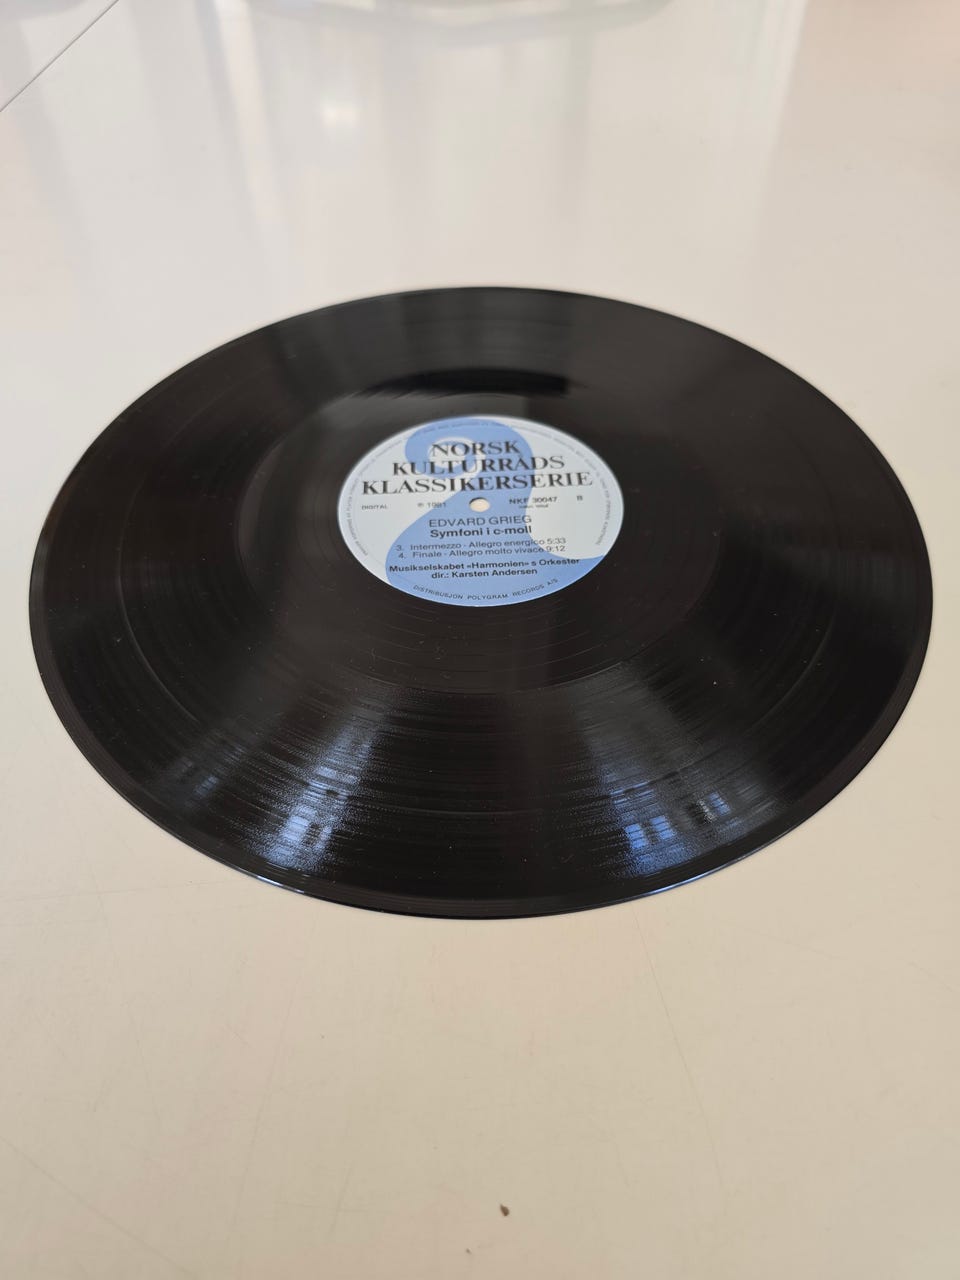 NORSK
KULTURRÅDS
KLASSIKERSERIE
DIGITAL ℗ 1981 NKF 30047 B
EDVARD GRIEG
Symfoni i c-moll
3. Intermezzo - Allegro energico 5:33
4. Finale - Allegro molto vivace 9:12
Musikselskabet «Harmonien» s Orkester
dir.: Karsten Andersen
DISTRIBUSJON POLYGRAM RECORDS A/S